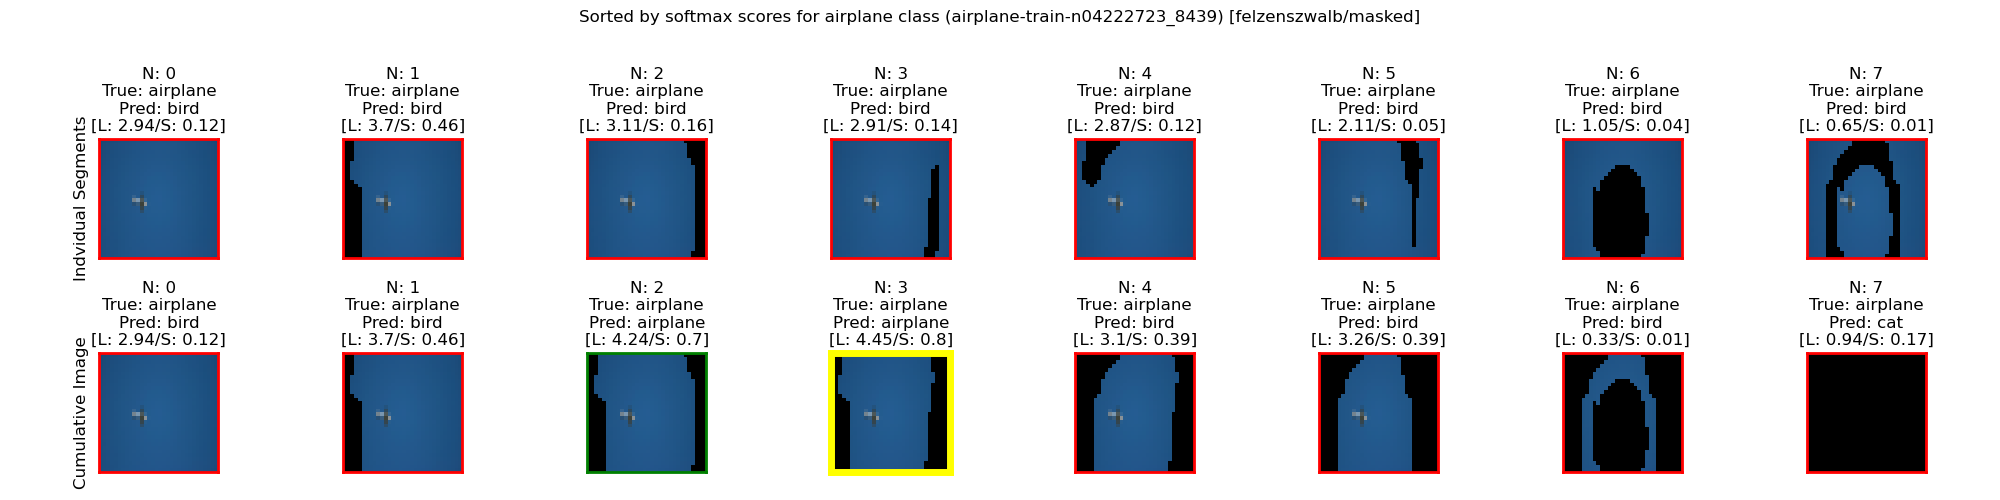 Sorted by softmax scores for airplane class (airplane-train-n04222723_8439) [felzenszwalb/masked]
Indvidual Segments
N: 0
True: airplane
Pred: bird
[L: 2.94/S: 0.12]
N: 1
True: airplane
Pred: bird
[L: 3.7/S: 0.46]
N: 2
True: airplane
Pred: bird
[L: 3.11/S: 0.16]
N: 3
True: airplane
Pred: bird
[L: 2.91/S: 0.14]
N: 4
True: airplane
Pred: bird
[L: 2.87/S: 0.12]
N: 5
True: airplane
Pred: bird
[L: 2.11/S: 0.05]
N: 6
True: airplane
Pred: bird
[L: 1.05/S: 0.04]
N: 7
True: airplane
Pred: bird
[L: 0.65/S: 0.01]
Cumulative Image
N: 0
True: airplane
Pred: bird
[L: 2.94/S: 0.12]
N: 1
True: airplane
Pred: bird
[L: 3.7/S: 0.46]
N: 2
True: airplane
Pred: airplane
[L: 4.24/S: 0.7]
N: 3
True: airplane
Pred: airplane
[L: 4.45/S: 0.8]
N: 4
True: airplane
Pred: bird
[L: 3.1/S: 0.39]
N: 5
True: airplane
Pred: bird
[L: 3.26/S: 0.39]
N: 6
True: airplane
Pred: bird
[L: 0.33/S: 0.01]
N: 7
True: airplane
Pred: cat
[L: 0.94/S: 0.17]